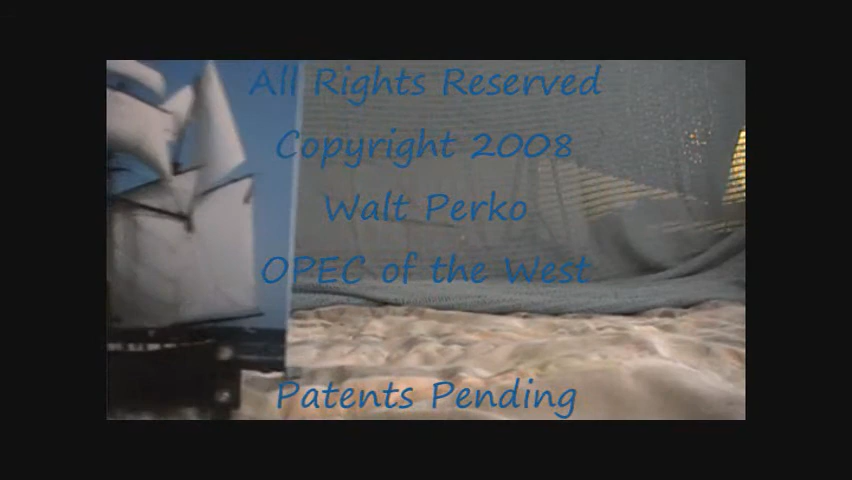 All Rights Reserved
Copyright 2008
Walt Perko
OPEC of the West
Patents Pending